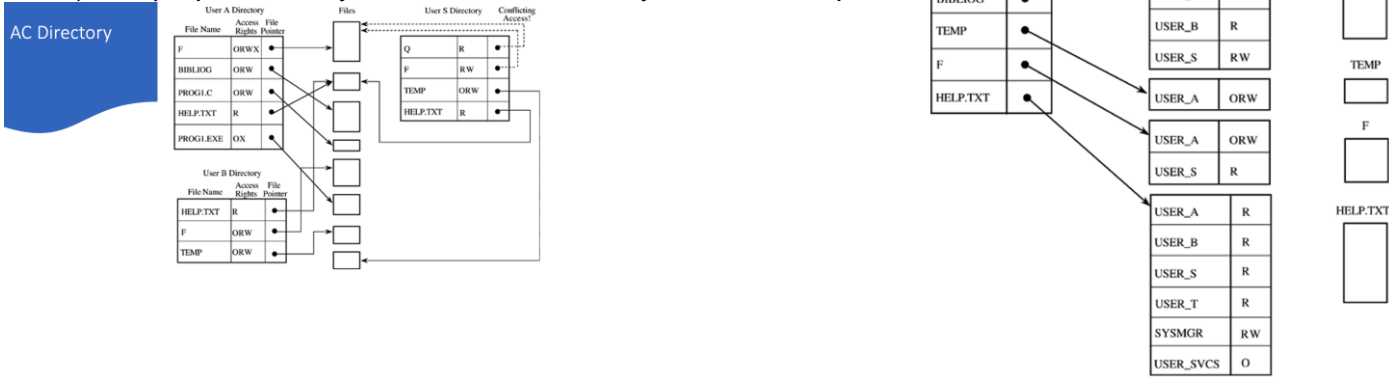 AC Directory
User A Directory
File Name Access Rights File Pointer
F ORWX
BIBLIOG ORW
PROG1.C ORW
HELP.TXT R
PROG1.EXE OX
User B Directory
File Name Access Rights File Pointer
HELP.TXT R
F ORW
TEMP ORW
Files
User S Directory
Conflicting Access!
Q R
F RW
TEMP ORW
HELP.TXT R
BIBLIOG
TEMP
F
HELP.TXT
USER_B R
USER_S RW
USER_A ORW
USER_A ORW
USER_S R
USER_A R
USER_B R
USER_S R
USER_T R
SYSMGR RW
USER_SVCS O
TEMP
F
HELP.TXT